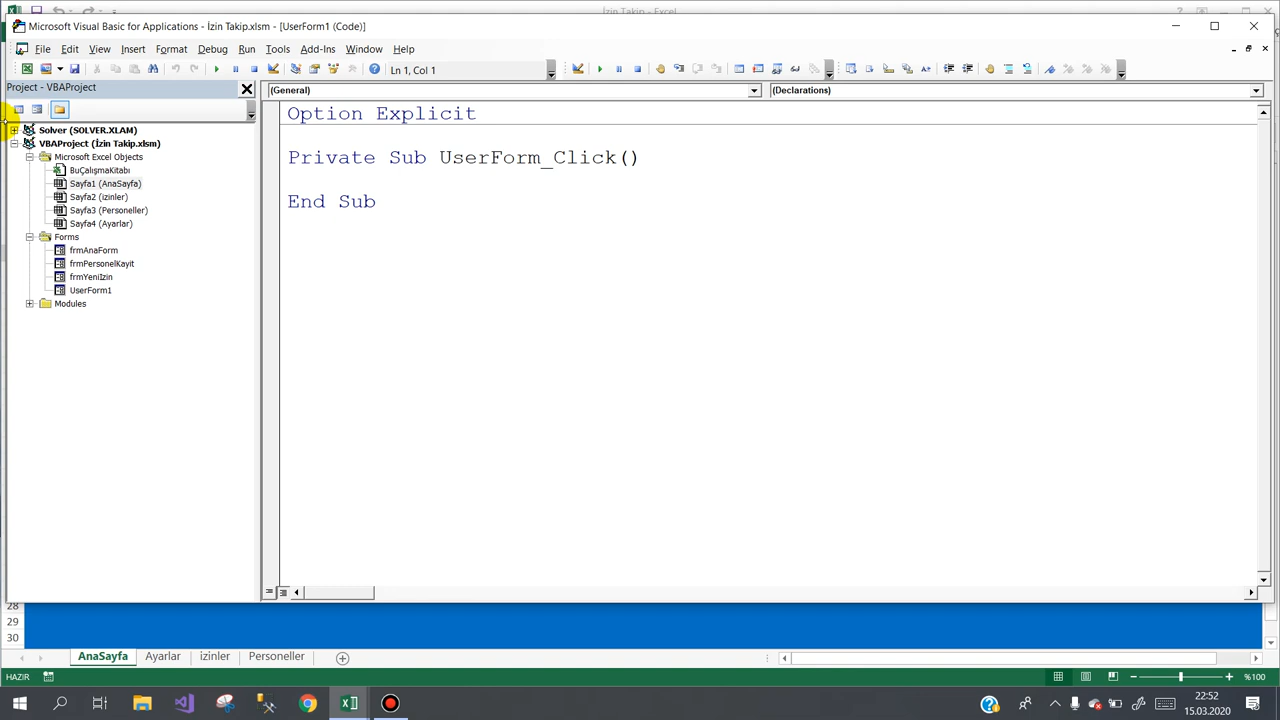 İzin Takip - Excel
Microsoft Visual Basic for Applications - İzin Takip.xlsm - [UserForm1 (Code)]
File Edit View Insert Format Debug Run Tools Add-Ins Window Help
Ln 1, Col 1
Project - VBAProject
(General)
(Declarations)
Solver (SOLVER.XLAM)
VBAProject (İzin Takip.xlsm)
Microsoft Excel Objects
BuÇalışmaKitabı
Sayfa1 (AnaSayfa)
Sayfa2 (izinler)
Sayfa3 (Personeller)
Sayfa4 (Ayarlar)
Forms
frmAnaForm
frmPersonelKayit
frmYeniIzin
UserForm1
Modules
Option Explicit
Private Sub UserForm_Click()
End Sub
28
29
30
AnaSayfa Ayarlar izinler Personeller
HAZIR
%100
22:52
15.03.2020